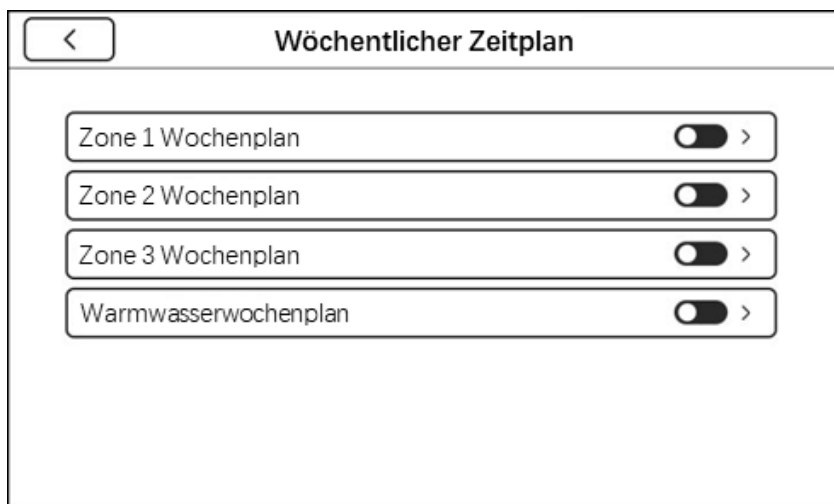 Wöchentlicher Zeitplan
Zone 1 Wochenplan
Zone 2 Wochenplan
Zone 3 Wochenplan
Warmwasserwochenplan